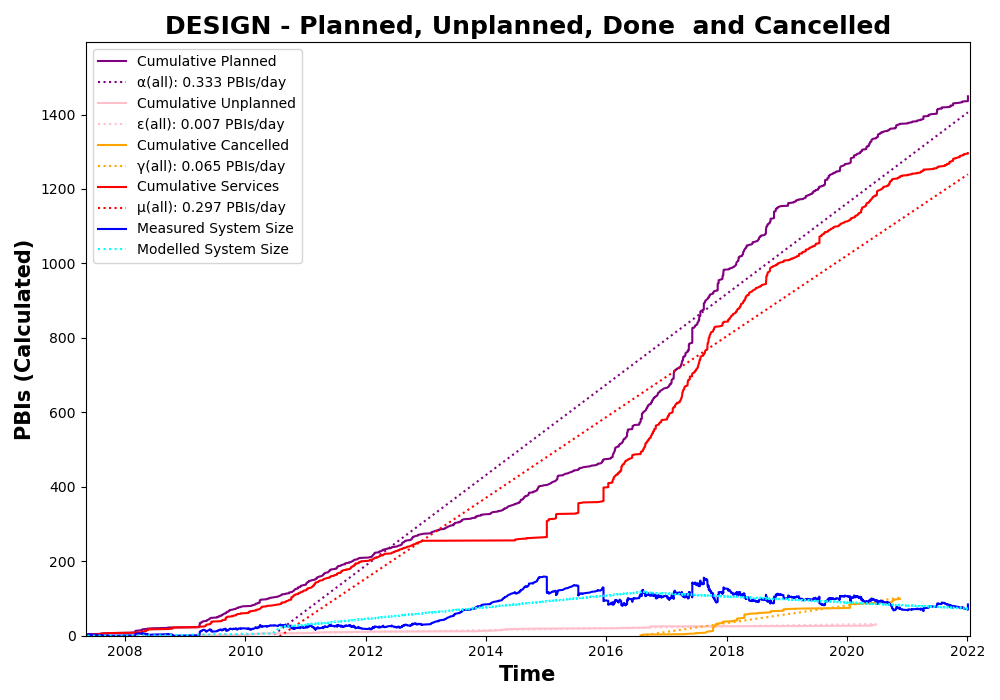 DESIGN - Planned, Unplanned, Done  and Cancelled
Cumulative Planned
α(all): 0.333 PBIs/day
Cumulative Unplanned
ε(all): 0.007 PBIs/day
Cumulative Cancelled
γ(all): 0.065 PBIs/day
Cumulative Services
μ(all): 0.297 PBIs/day
Measured System Size
Modelled System Size
PBIs (Calculated)
1400
1200
1000
800
600
400
200
0
2008 2010 2012 2014 2016 2018 2020 2022
Time